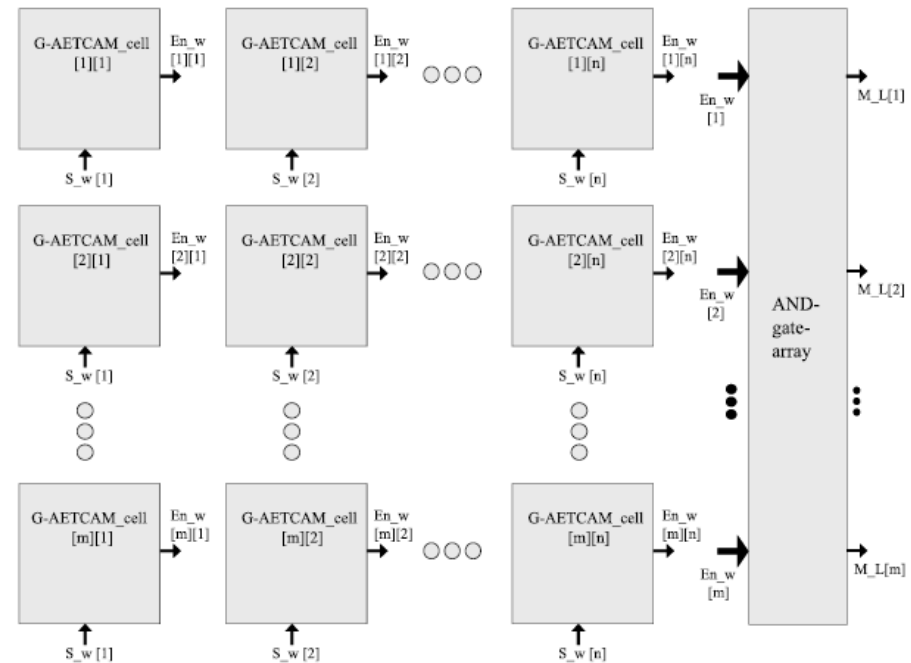 G-AETCAM_cell
[1][1]
En_w
[1][1]
G-AETCAM_cell
[1][2]
En_w
[1][2]
G-AETCAM_cell
[1][n]
En_w
[1][n]
En_w
[1]
M_L[1]
S_w [1]
S_w [2]
S_w [n]
G-AETCAM_cell
[2][1]
En_w
[2][1]
G-AETCAM_cell
[2][2]
En_w
[2][2]
G-AETCAM_cell
[2][n]
En_w
[2][n]
En_w
[2]
M_L[2]
AND-
gate-
array
S_w [1]
S_w [2]
S_w [n]
G-AETCAM_cell
[m][1]
En_w
[m][1]
G-AETCAM_cell
[m][2]
En_w
[m][2]
G-AETCAM_cell
[m][n]
En_w
[m][n]
En_w
[m]
M_L[m]
S_w [1]
S_w [2]
S_w [n]